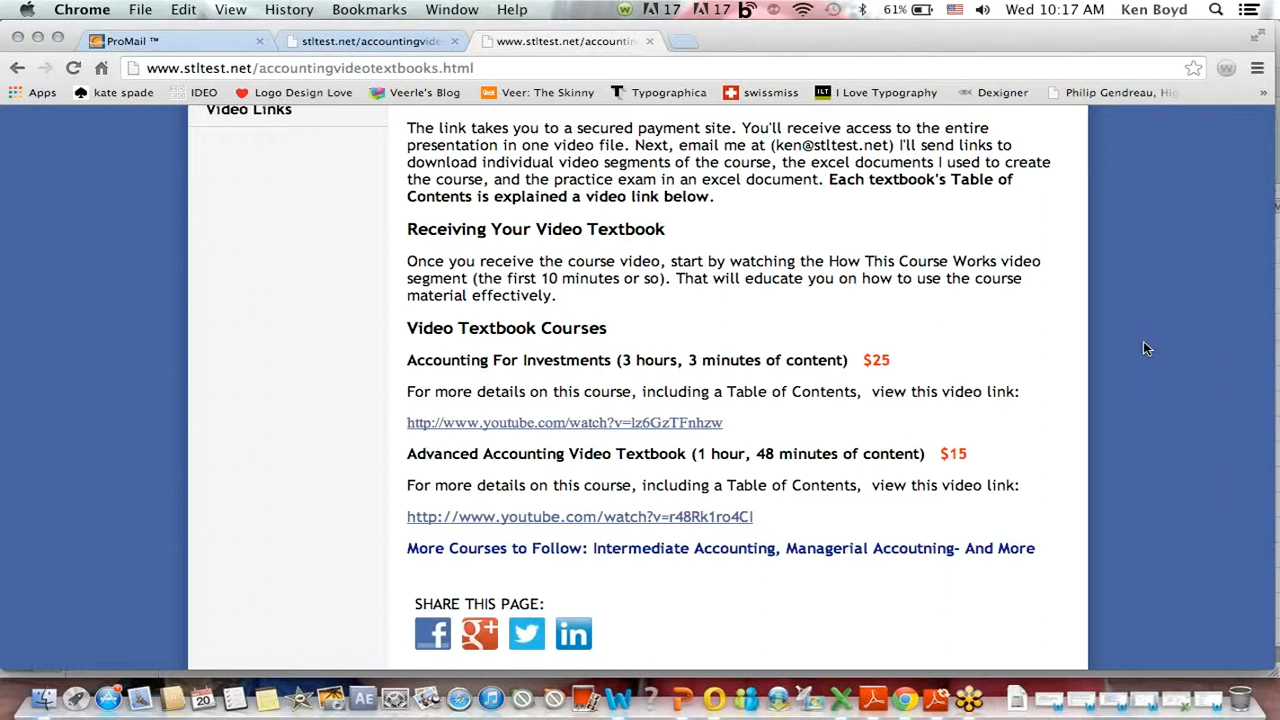 Chrome File Edit View History Bookmarks Window Help 17 17 61% Wed 10:17 AM Ken Boyd
ProMail ™ stltest.net/accountingvide www.stltest.net/accounting
www.stltest.net/accountingvideotextbooks.html
Apps kate spade IDEO Logo Design Love Veerle's Blog Veer: The Skinny Typographica swissmiss I Love Typography Dexigner Philip Gendreau, Hig »
Video Links
The link takes you to a secured payment site. You'll receive access to the entire
presentation in one video file. Next, email me at (ken@stltest.net) I'll send links to
download individual video segments of the course, the excel documents I used to create
the course, and the practice exam in an excel document. Each textbook's Table of
Contents is explained a video link below.
Receiving Your Video Textbook
Once you receive the course video, start by watching the How This Course Works video
segment (the first 10 minutes or so). That will educate you on how to use the course
material effectively.
Video Textbook Courses
Accounting For Investments (3 hours, 3 minutes of content) $25
For more details on this course, including a Table of Contents, view this video link:
http://www.youtube.com/watch?v=lz6GzTFnhzw
Advanced Accounting Video Textbook (1 hour, 48 minutes of content) $15
For more details on this course, including a Table of Contents, view this video link:
http://www.youtube.com/watch?v=r48Rk1ro4CI
More Courses to Follow: Intermediate Accounting, Managerial Accoutning- And More
SHARE THIS PAGE: